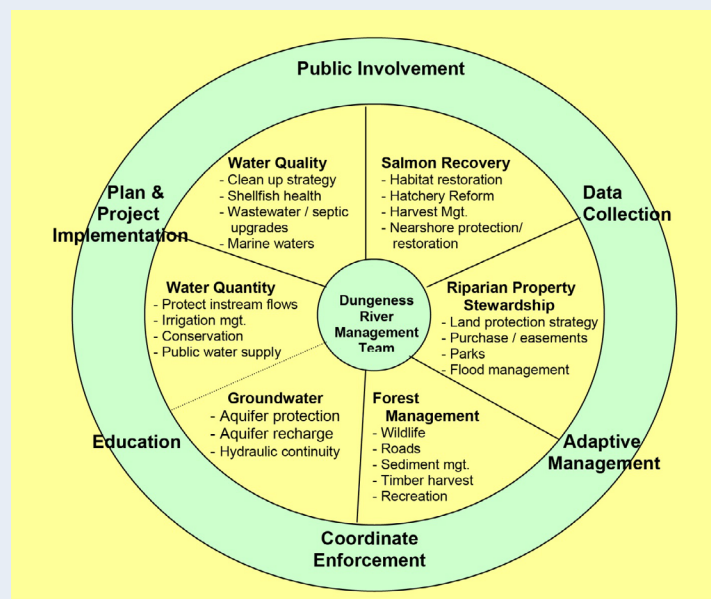 Public Involvement
Water Quality
- Clean up strategy
- Shellfish health
- Wastewater / septic
upgrades
- Marine waters
Salmon Recovery
- Habitat restoration
- Hatchery Reform
- Harvest Mgt.
- Nearshore protection/
restoration
Plan &
Project
Implementation
Data
Collection
Water Quantity
- Protect instream flows
- Irrigation mgt.
- Conservation
- Public water supply
Dungeness
River
Management
Team
Riparian Property
Stewardship
- Land protection strategy
- Purchase / easements
- Parks
- Flood management
Groundwater
- Aquifer protection
- Aquifer recharge
- Hydraulic continuity
Forest
Management
- Wildlife
- Roads
- Sediment mgt.
- Timber harvest
- Recreation
Education
Adaptive
Management
Coordinate
Enforcement